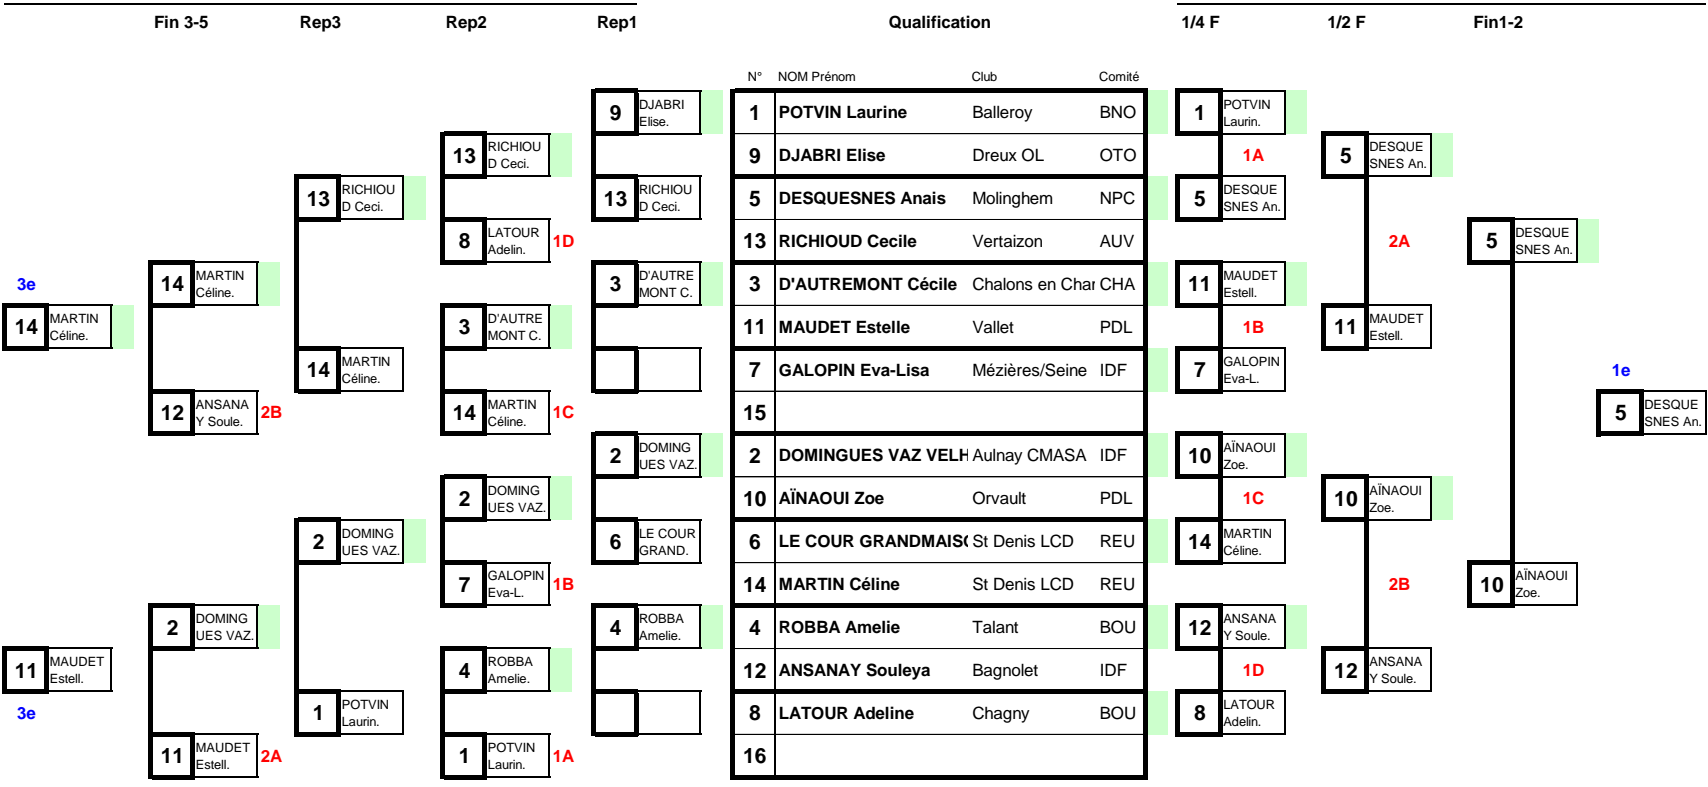 Fin 3-5 Rep3 Rep2 Rep1 Qualification 1/4 F 1/2 F Fin1-2
N° NOM Prénom Club Comité
9 DJABRI Elise. 1 POTVIN Laurine Balleroy BNO 1 POTVIN Laurin.
13 RICHIOU D Ceci. 9 DJABRI Elise Dreux OL OTO 1A 5 DESQUE SNES An.
13 RICHIOU D Ceci. 13 RICHIOU D Ceci. 5 DESQUESNES Anais Molinghem NPC 5 DESQUE SNES An.
8 LATOUR Adelin. 1D 13 RICHIOUD Cecile Vertaizon AUV 2A 5 DESQUE SNES An.
3e 14 MARTIN Céline. 3 D'AUTRE MONT C. 3 D'AUTREMONT Cécile Chalons en Char CHA 11 MAUDET Estell.
14 MARTIN Céline. 3 D'AUTRE MONT C. 11 MAUDET Estelle Vallet PDL 1B 11 MAUDET Estell.
14 MARTIN Céline. 7 GALOPIN Eva-Lisa Mézières/Seine IDF 7 GALOPIN Eva-L. 1e
12 ANSANA Y Soule. 2B 14 MARTIN Céline. 1C 15 5 DESQUE SNES An.
2 DOMING UES VAZ. 2 DOMINGUES VAZ VELH Aulnay CMASA IDF 10 AÏNAOUI Zoe.
2 DOMING UES VAZ. 10 AÏNAOUI Zoe Orvault PDL 1C 10 AÏNAOUI Zoe.
2 DOMING UES VAZ. 6 LE COUR GRAND. 6 LE COUR GRANDMAISO St Denis LCD REU 14 MARTIN Céline.
7 GALOPIN Eva-L. 1B 14 MARTIN Céline St Denis LCD REU 2B 10 AÏNAOUI Zoe.
2 DOMING UES VAZ. 4 ROBBA Amelie. 4 ROBBA Amelie Talant BOU 12 ANSANA Y Soule.
11 MAUDET Estell. 4 ROBBA Amelie. 12 ANSANAY Souleya Bagnolet IDF 1D 12 ANSANA Y Soule.
3e 1 POTVIN Laurin. 8 LATOUR Adeline Chagny BOU 8 LATOUR Adelin.
11 MAUDET Estell. 2A 1 POTVIN Laurin. 1A 16